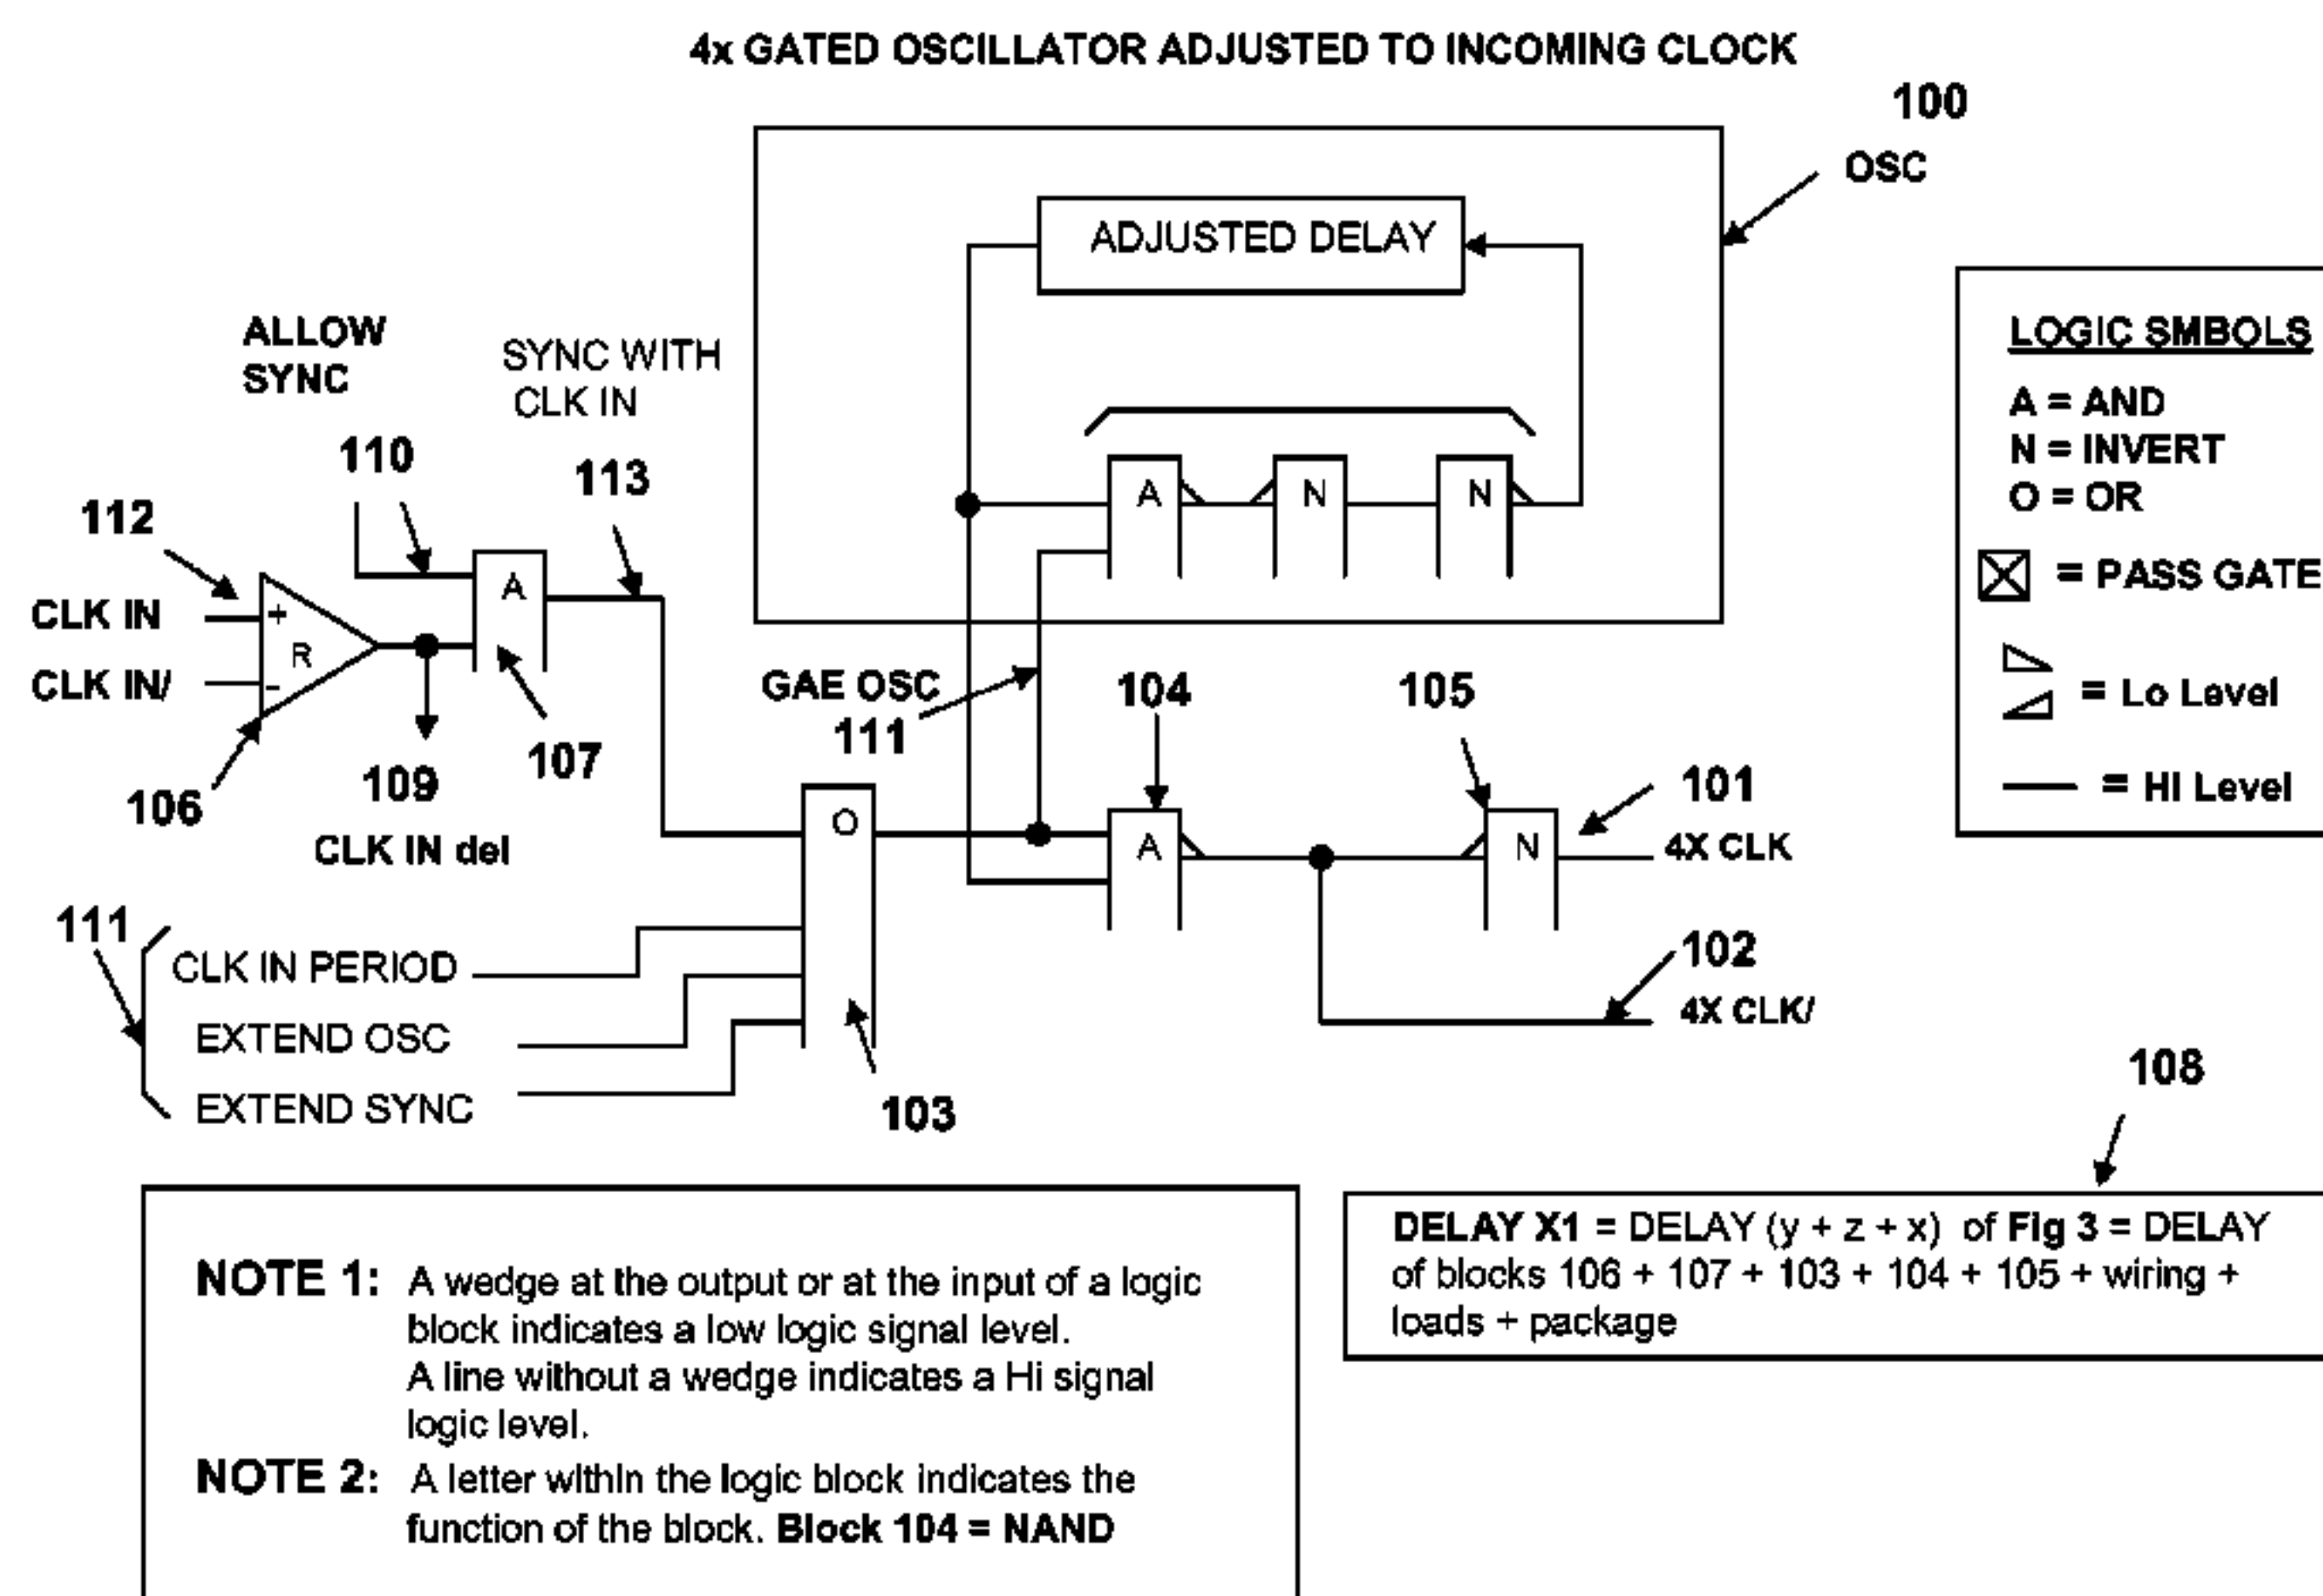 4x GATED OSCILLATOR ADJUSTED TO INCOMING CLOCK
100
OSC
ADJUSTED DELAY
ALLOW
SYNC
SYNC WITH
CLK IN
110
113
112
A
N
N
A
CLK IN
+
R
CLK IN/
-
106
109
CLK IN del
107
GAE OSC
111
104
105
O
A
N
101
4X CLK
102
4X CLK/
111
CLK IN PERIOD
EXTEND OSC
EXTEND SYNC
103
LOGIC SMBOLS
A = AND
N = INVERT
O = OR
= PASS GATE
= Lo Level
= HI Level
108
DELAY X1 = DELAY (y + z + x) of Fig 3 = DELAY
of blocks 106 + 107 + 103 + 104 + 105 + wiring +
loads + package
NOTE 1: A wedge at the output or at the input of a logic
block indicates a low logic signal level.
A line without a wedge indicates a Hi signal
logic level.
NOTE 2: A letter within the logic block indicates the
function of the block. Block 104 = NAND